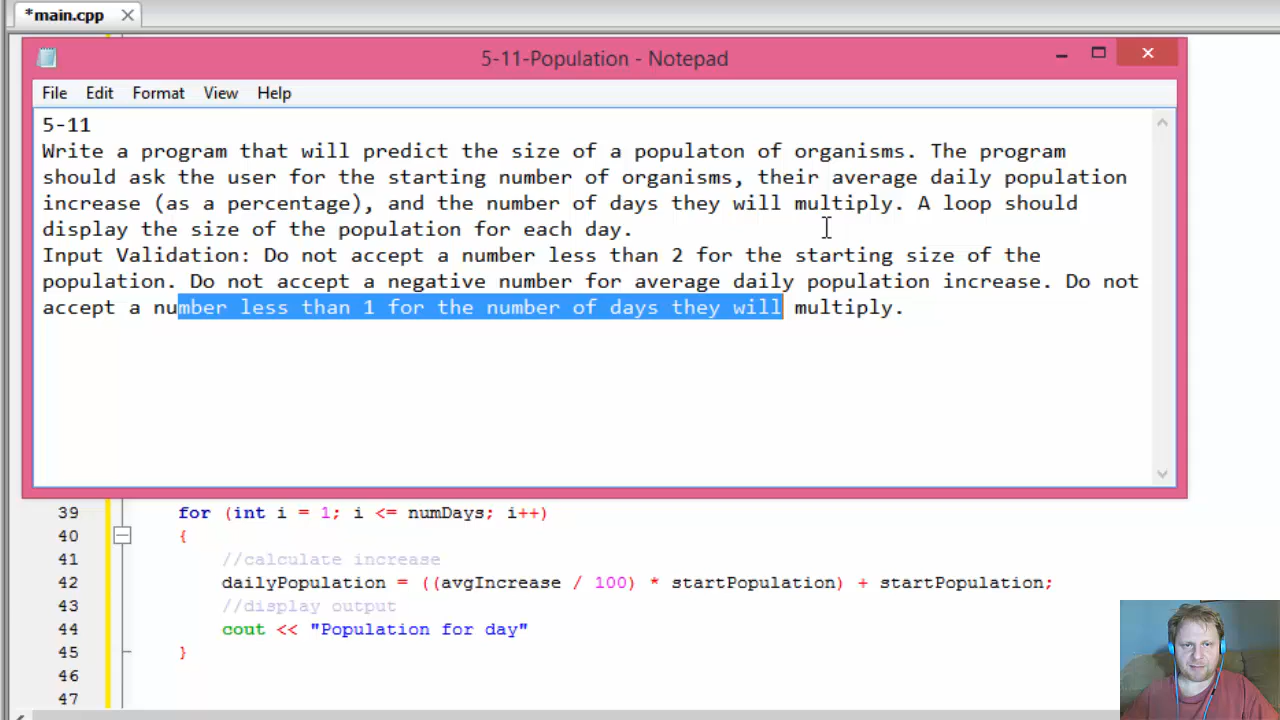 *main.cpp
5-11-Population - Notepad
File Edit Format View Help
5-11
Write a program that will predict the size of a populaton of organisms. The program
should ask the user for the starting number of organisms, their average daily population
increase (as a percentage), and the number of days they will multiply. A loop should
display the size of the population for each day.
Input Validation: Do not accept a number less than 2 for the starting size of the
population. Do not accept a negative number for average daily population increase. Do not
accept a number less than 1 for the number of days they will multiply.
39 for (int i = 1; i <= numDays; i++)
40 {
41 //calculate increase
42 dailyPopulation = ((avgIncrease / 100) * startPopulation) + startPopulation;
43 //display output
44 cout << "Population for day"
45 }
46
47